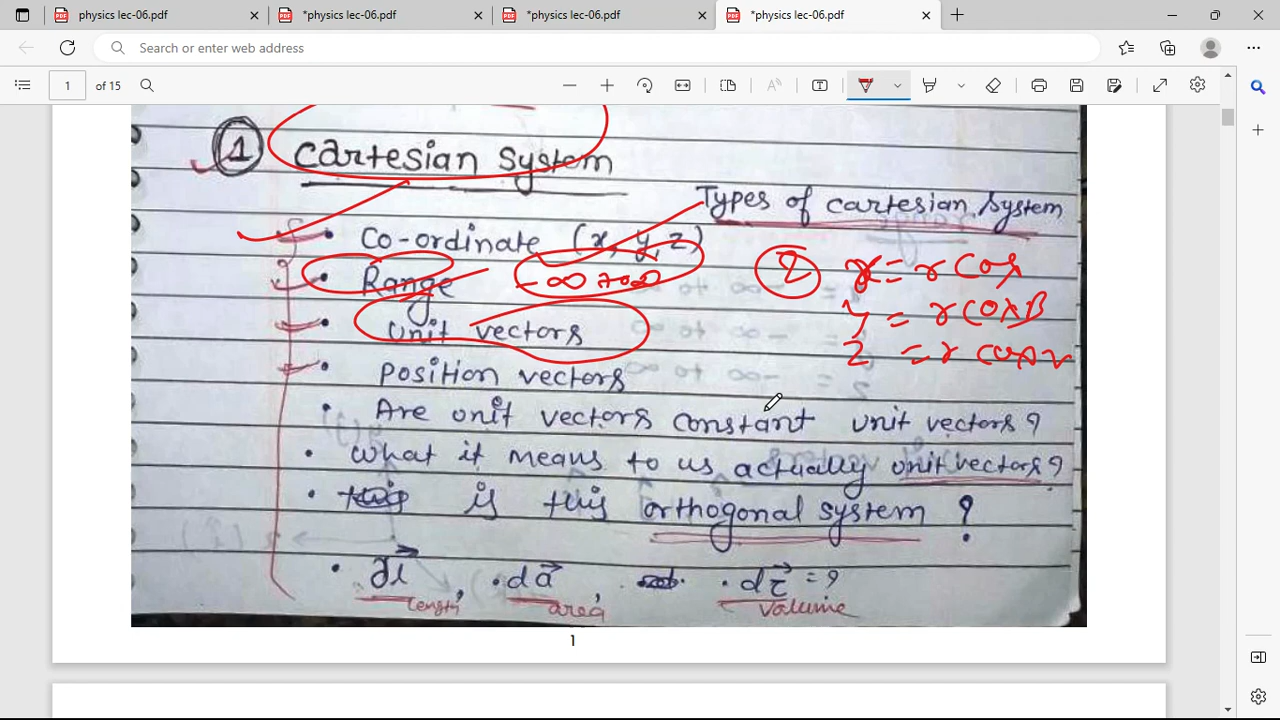 physics lec-06.pdf
*physics lec-06.pdf
*physics lec-06.pdf
*physics lec-06.pdf
Search or enter web address
1 of 15
1 Cartesian System
Types of cartesian system
• Co-ordinate (x, y, z)
• Range -∞ to ∞
• Unit vectors
• Position vectors
x = r Cos
y = r cos β
z = r cos
• Are unit vectors constant unit vectors?
• What it means to us actually unit vectors?
• is this orthogonal system ?
• dl, • da, • dτ = ?
length, area, Volume
1